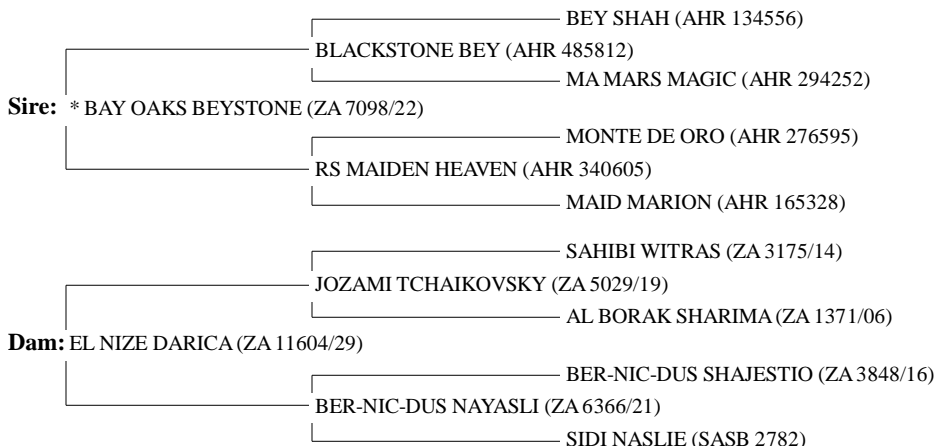 BEY SHAH (AHR 134556)
BLACKSTONE BEY (AHR 485812)
MA MARS MAGIC (AHR 294252)
Sire: * BAY OAKS BEYSTONE (ZA 7098/22)
MONTE DE ORO (AHR 276595)
RS MAIDEN HEAVEN (AHR 340605)
MAID MARION (AHR 165328)
SAHIBI WITRAS (ZA 3175/14)
JOZAMI TCHAIKOVSKY (ZA 5029/19)
AL BORAK SHARIMA (ZA 1371/06)
Dam: EL NIZE DARICA (ZA 11604/29)
BER-NIC-DUS SHAJESTIO (ZA 3848/16)
BER-NIC-DUS NAYASLI (ZA 6366/21)
SIDI NASLIE (SASB 2782)